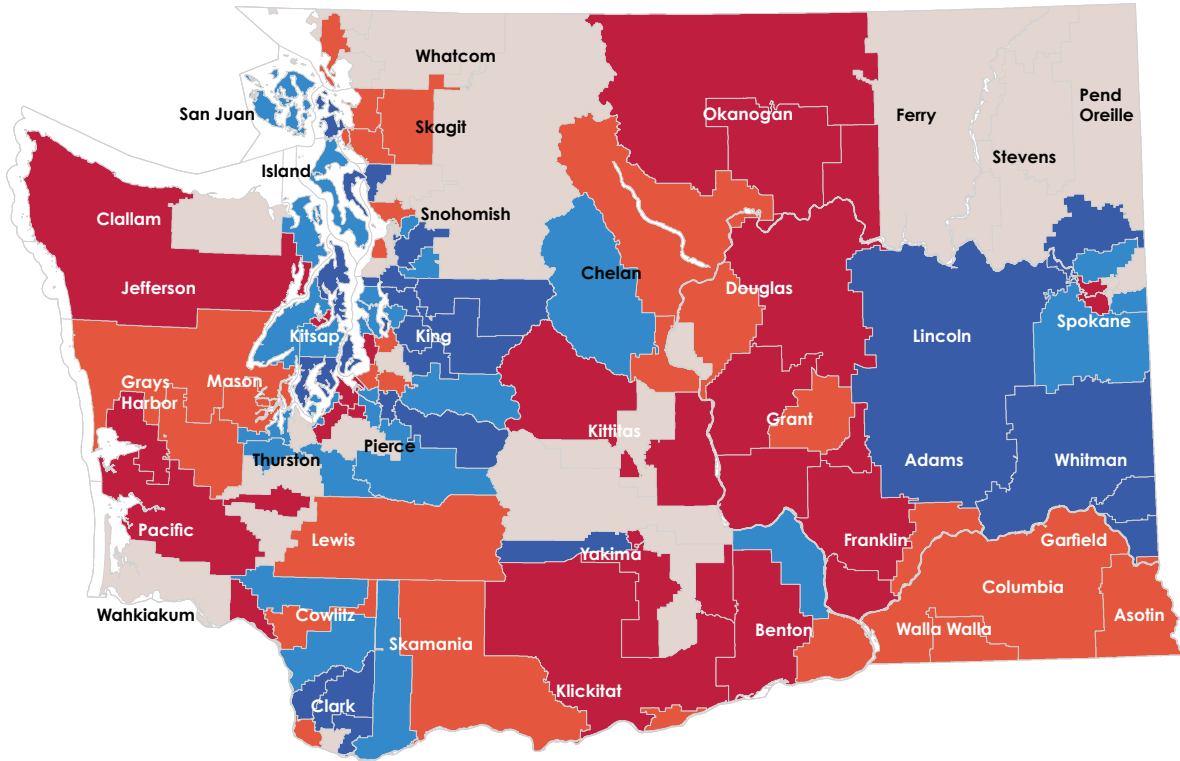 Whatcom
San Juan
Skagit
Okanogan
Ferry
Pend
Oreille
Stevens
Island
Snohomish
Clallam
Chelan
Jefferson
Douglas
Kitsap
King
Lincoln
Spokane
Grays
Harbor
Mason
Grant
Kittitas
Thurston
Pierce
Adams
Whitman
Pacific
Lewis
Yakima
Franklin
Garfield
Columbia
Wahkiakum
Cowlitz
Skamania
Benton
Walla Walla
Asotin
Klickitat
Clark